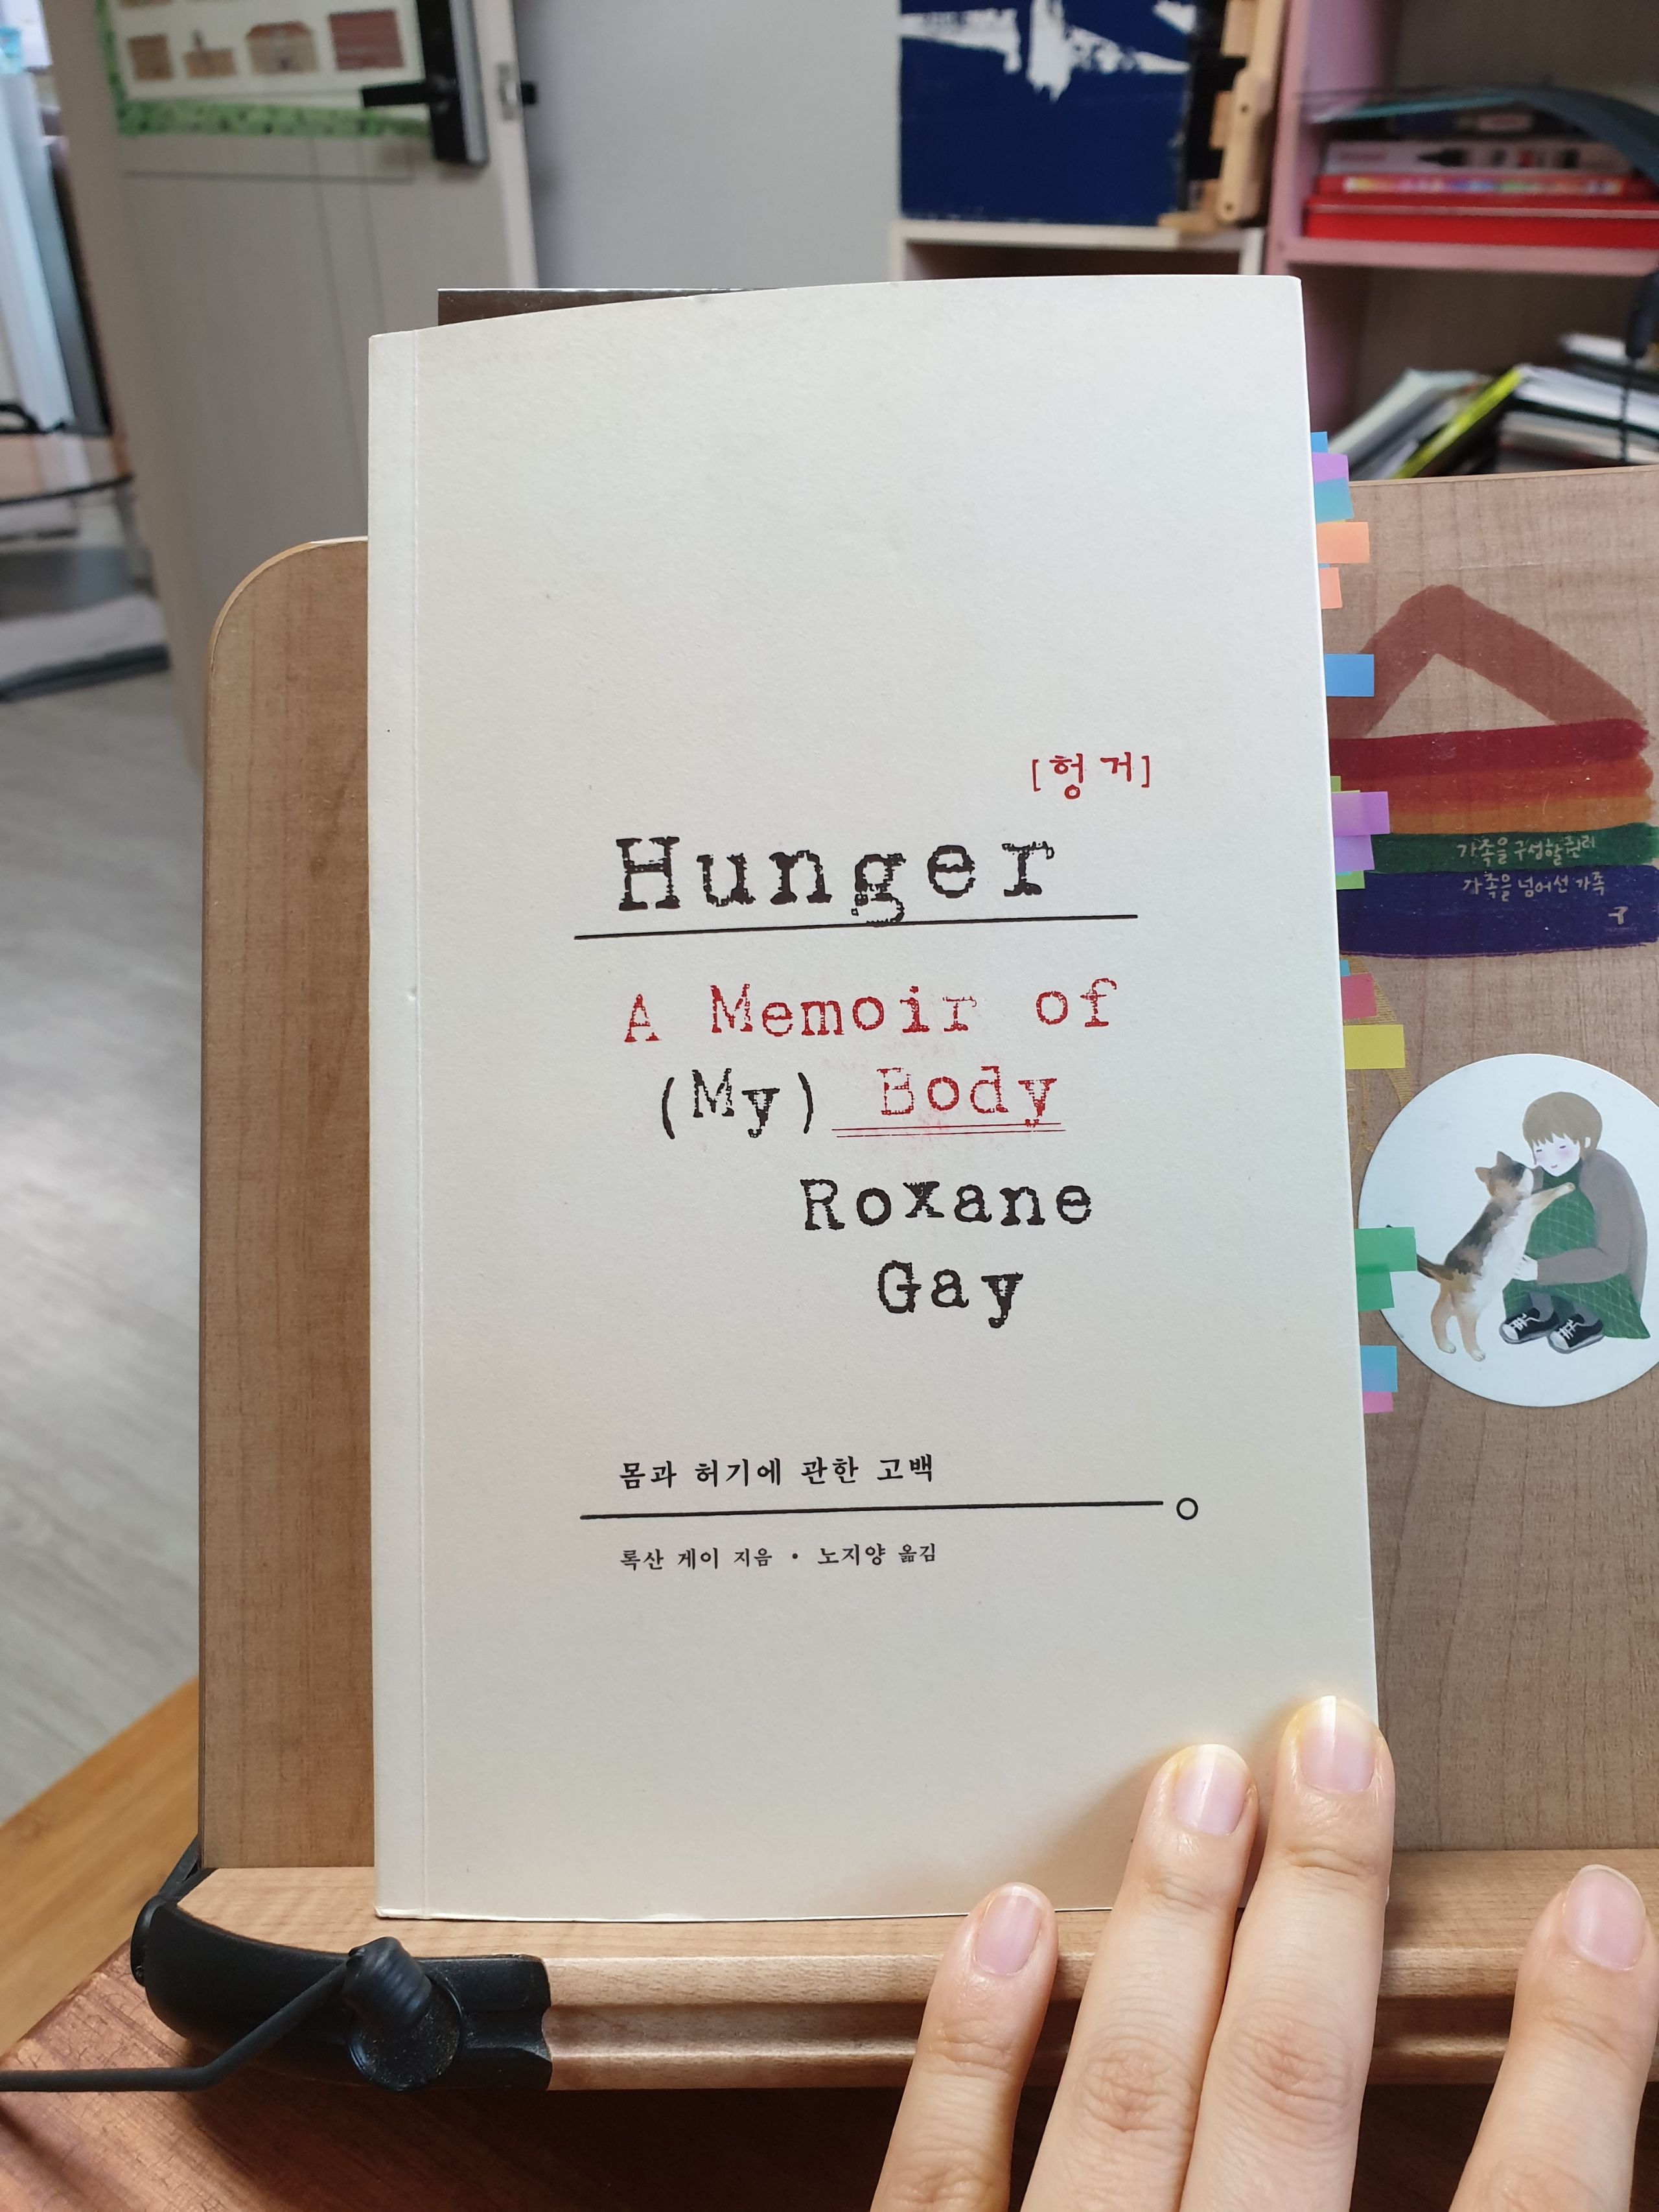 [헝거]
Hunger
A Memoir of
(My) Body
Roxane
Gay
몸과 허기에 관한 고백
록산 게이 지음 • 노지양 옮김
가족을 구성할 권리
가족을 넘어선 가족